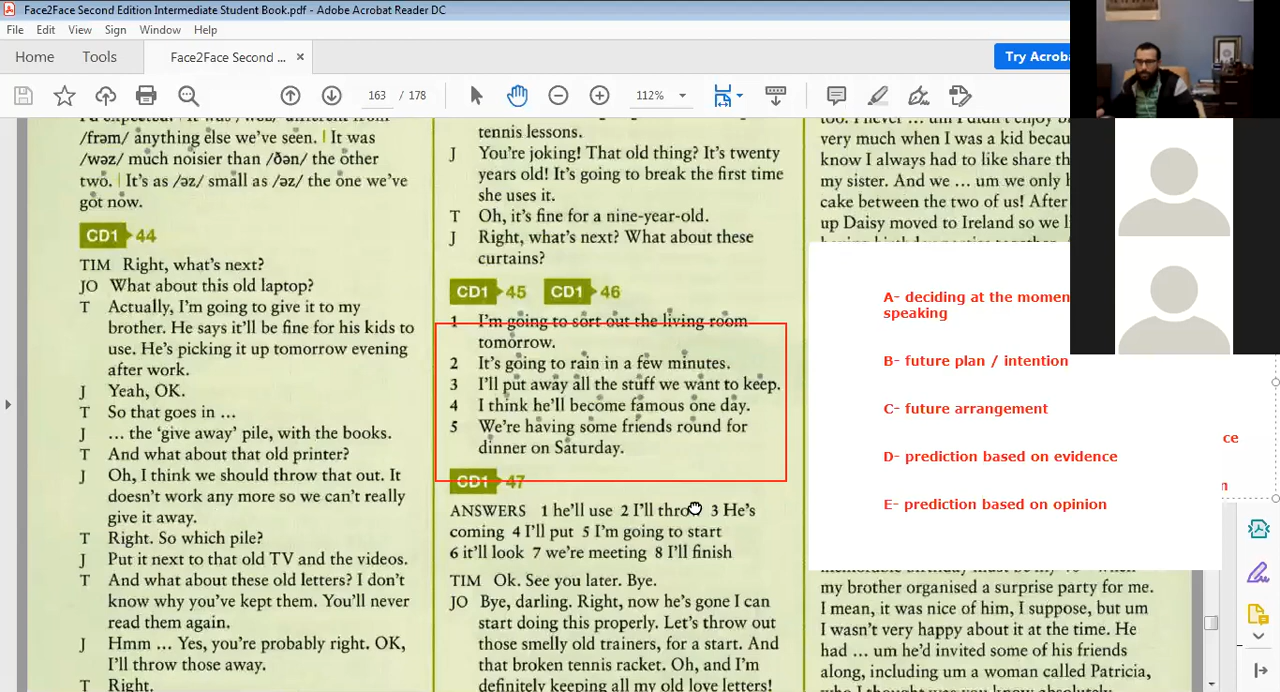 Face2Face Second Edition Intermediate Student Book.pdf - Adobe Acrobat Reader DC
File Edit View Sign Window Help
Home Tools Face2Face Second ... ×
Try Acroba
163 / 178
112%
I'd expected. It was /wəz/ different from
/frəm/ anything else we've seen. | It was
/wəz/ much noisier than /ðən/ the other
two. | It's as /əz/ small as /əz/ the one we've
got now.
CD1 44
TIM Right, what's next?
JO What about this old laptop?
T Actually, I'm going to give it to my
brother. He says it'll be fine for his kids to
use. He's picking it up tomorrow evening
after work.
J Yeah, OK.
T So that goes in ...
J ... the 'give away' pile, with the books.
T And what about that old printer?
J Oh, I think we should throw that out. It
doesn't work any more so we can't really
give it away.
T Right. So which pile?
J Put it next to that old TV and the videos.
T And what about these old letters? I don't
know why you've kept them. You'll never
read them again.
J Hmm ... Yes, you're probably right. OK,
I'll throw those away.
T Right.
tennis lessons.
J You're joking! That old thing? It's twenty
years old! It's going to break the first time
she uses it.
T Oh, it's fine for a nine-year-old.
J Right, what's next? What about these
curtains?
CD1 45 CD1 46
1 I'm going to sort out the living room
tomorrow.
2 It's going to rain in a few minutes.
3 I'll put away all the stuff we want to keep.
4 I think he'll become famous one day.
5 We're having some friends round for
dinner on Saturday.
CD1 47
ANSWERS 1 he'll use 2 I'll thro 3 He's
coming 4 I'll put 5 I'm going to start
6 it'll look 7 we're meeting 8 I'll finish
TIM Ok. See you later. Bye.
JO Bye, darling. Right, now he's gone I can
start doing this properly. Let's throw out
those smelly old trainers, for a start. And
that broken tennis racket. Oh, and I'm
definitely keeping all my old love letters!
too. I never ... um I didn't enjoy b
very much when I was a kid becau
know I always had to like share th
my sister. And we ... um we only h
cake between the two of us! After
up Daisy moved to Ireland so we
A- deciding at the momen
speaking
B- future plan / intention
C- future arrangement
ce
D- prediction based on evidence
n
E- prediction based on opinion
my brother organised a surprise party for me.
I mean, it was nice of him, I suppose, but um
I wasn't very happy about it at the time. He
had ... um he'd invited some of his friends
along, including um a woman called Patricia,